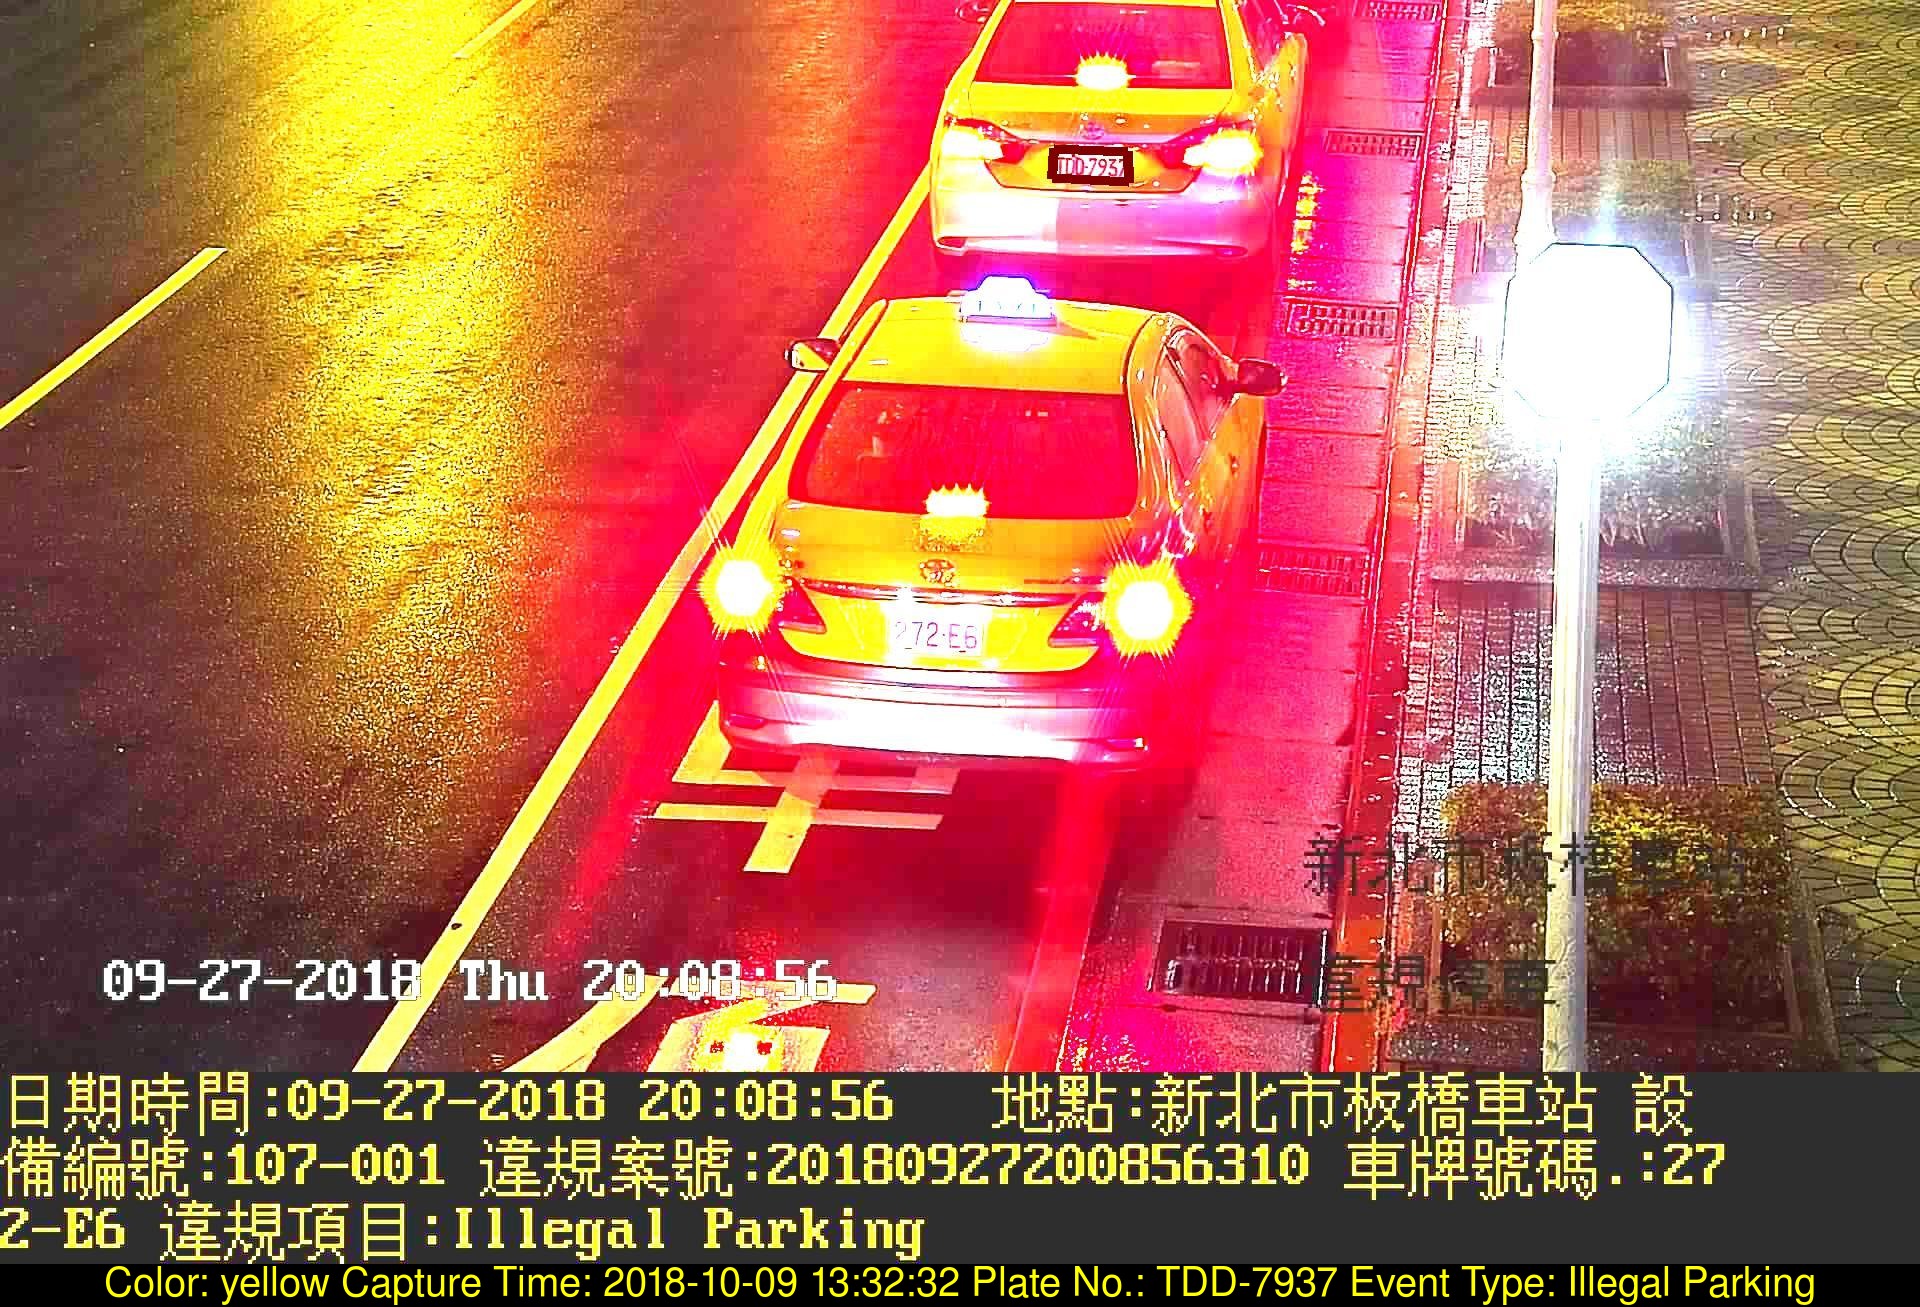 TDD-7937
TAXI
272-E6
新北市板橋車站
違規停車
09-27-2018 Thu 20:08:56
日期時間:09-27-2018 20:08:56 地點:新北市板橋車站 設
備編號:107-001 違規案號:20180927200856310 車牌號碼.:27
2-E6 違規項目:Illegal Parking
Color: yellow Capture Time: 2018-10-09 13:32:32 Plate No.: TDD-7937 Event Type: Illegal Parking